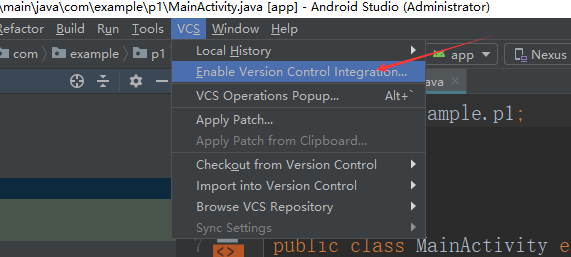 \main\java\com\example\p1\MainActivity.java [app] - Android Studio (Administrator)
Refactor Build Run Tools VCS Window Help
com example p1
app Nexus
Local History
Enable Version Control Integration...
java
VCS Operations Popup... Alt+`
ample.p1;
Apply Patch...
Apply Patch from Clipboard...
Checkout from Version Control
Import into Version Control
Browse VCS Repository
Sync Settings
7 public class MainActivity e